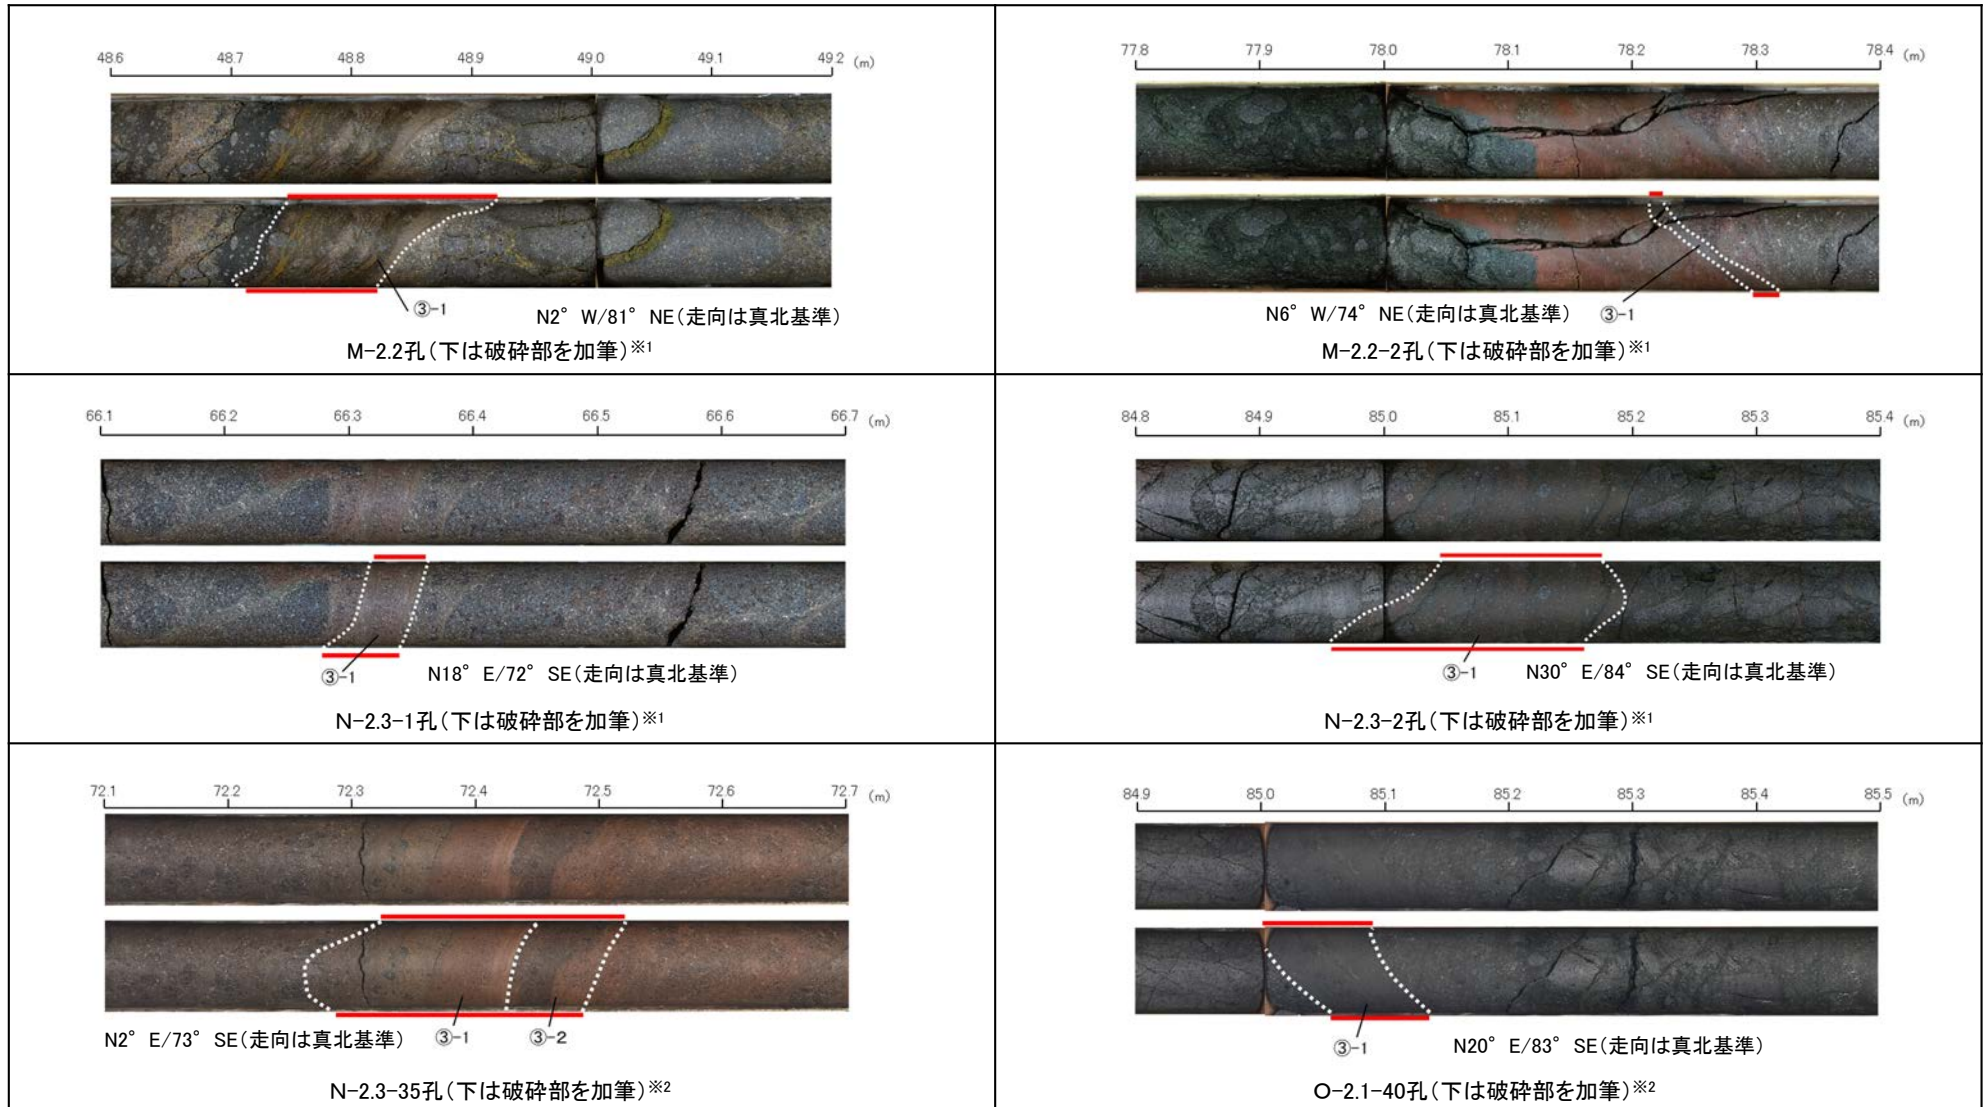 48.6 48.7 48.8 48.9 49.0 49.1 49.2 (m)
③-1
N2° W/81° NE(走向は真北基準)
M-2.2孔(下は破砕部を加筆)※1
77.8 77.9 78.0 78.1 78.2 78.3 78.4 (m)
N6° W/74° NE(走向は真北基準) ③-1
M-2.2-2孔(下は破砕部を加筆)※1
66.1 66.2 66.3 66.4 66.5 66.6 66.7 (m)
③-1 N18° E/72° SE(走向は真北基準)
N-2.3-1孔(下は破砕部を加筆)※1
84.8 84.9 85.0 85.1 85.2 85.3 85.4 (m)
③-1 N30° E/84° SE(走向は真北基準)
N-2.3-2孔(下は破砕部を加筆)※1
72.1 72.2 72.3 72.4 72.5 72.6 72.7 (m)
N2° E/73° SE(走向は真北基準) ③-1 ③-2
N-2.3-35孔(下は破砕部を加筆)※2
84.9 85.0 85.1 85.2 85.3 85.4 85.5 (m)
③-1 N20° E/83° SE(走向は真北基準)
O-2.1-40孔(下は破砕部を加筆)※2